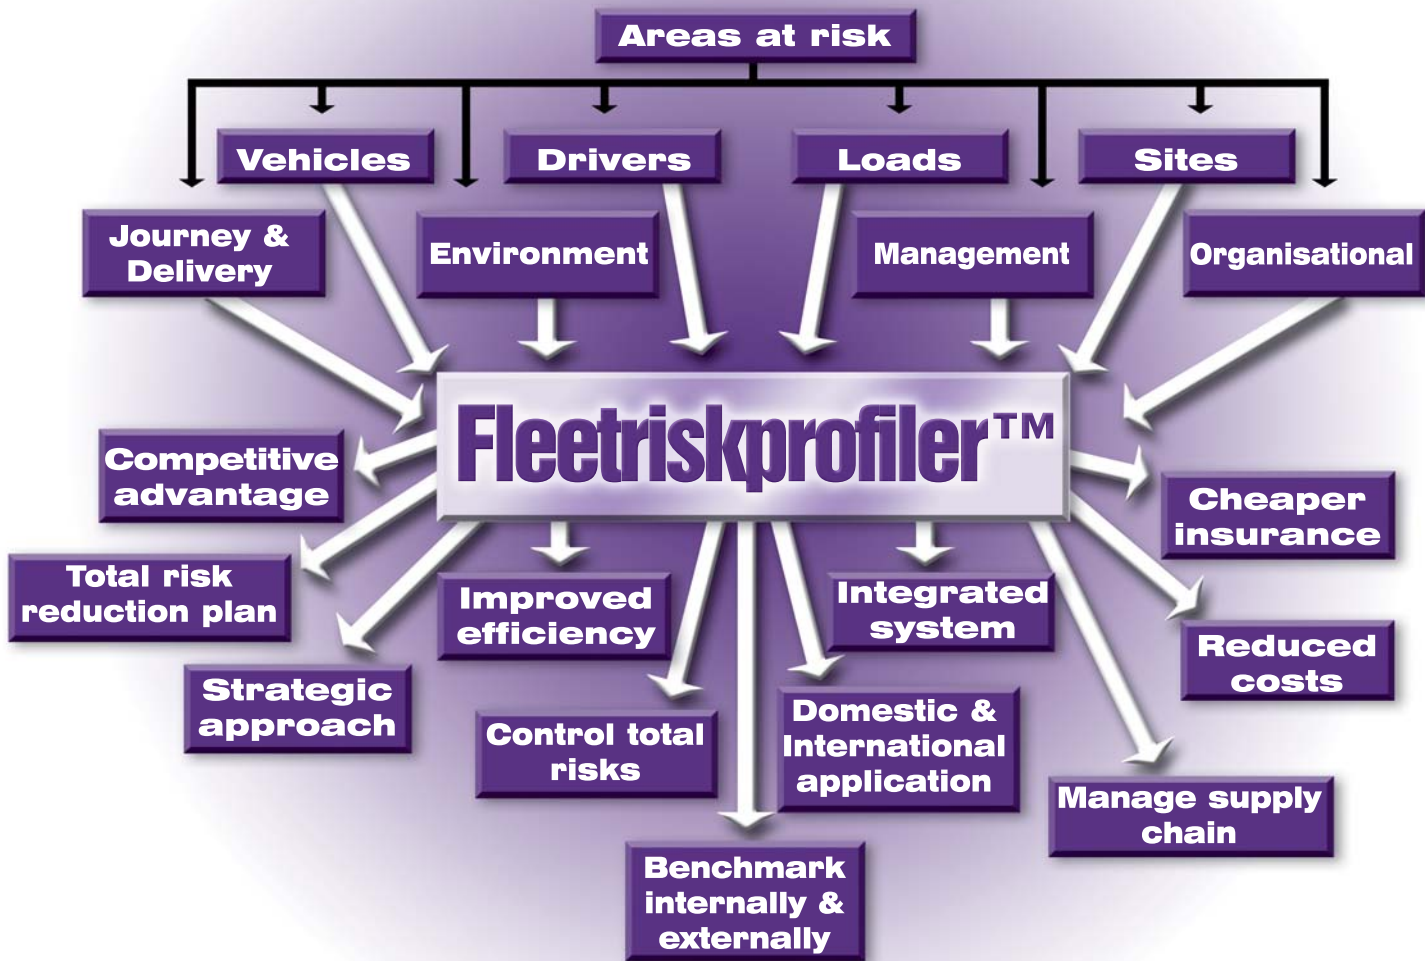 Areas at risk
Vehicles
Drivers
Loads
Sites
Journey &
Delivery
Environment
Management
Organisational
Fleetriskprofiler™
Competitive
advantage
Cheaper
insurance
Total risk
reduction plan
Improved
efficiency
Integrated
system
Reduced
costs
Strategic
approach
Control total
risks
Domestic &
International
application
Manage supply
chain
Benchmark
internally &
externally